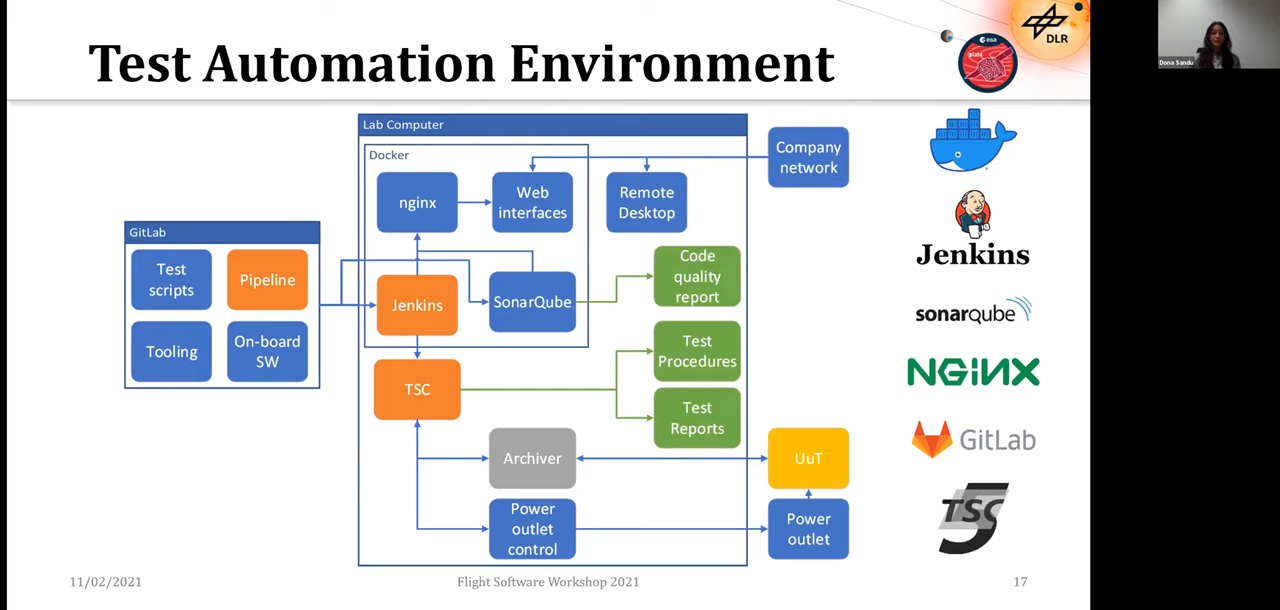 Test Automation Environment
esa
plato
DLR
Dona Sandu
Lab Computer
Docker
nginx
Web
interfaces
Remote
Desktop
Company
network
GitLab
Test
scripts
Pipeline
Tooling
On-board
SW
Jenkins
SonarQube
Code
quality
report
TSC
Test
Procedures
Test
Reports
Archiver
UuT
Power
outlet
control
Power
outlet
Jenkins
sonarqube
NGiNX
GitLab
TSC
5
11/02/2021
Flight Software Workshop 2021
17